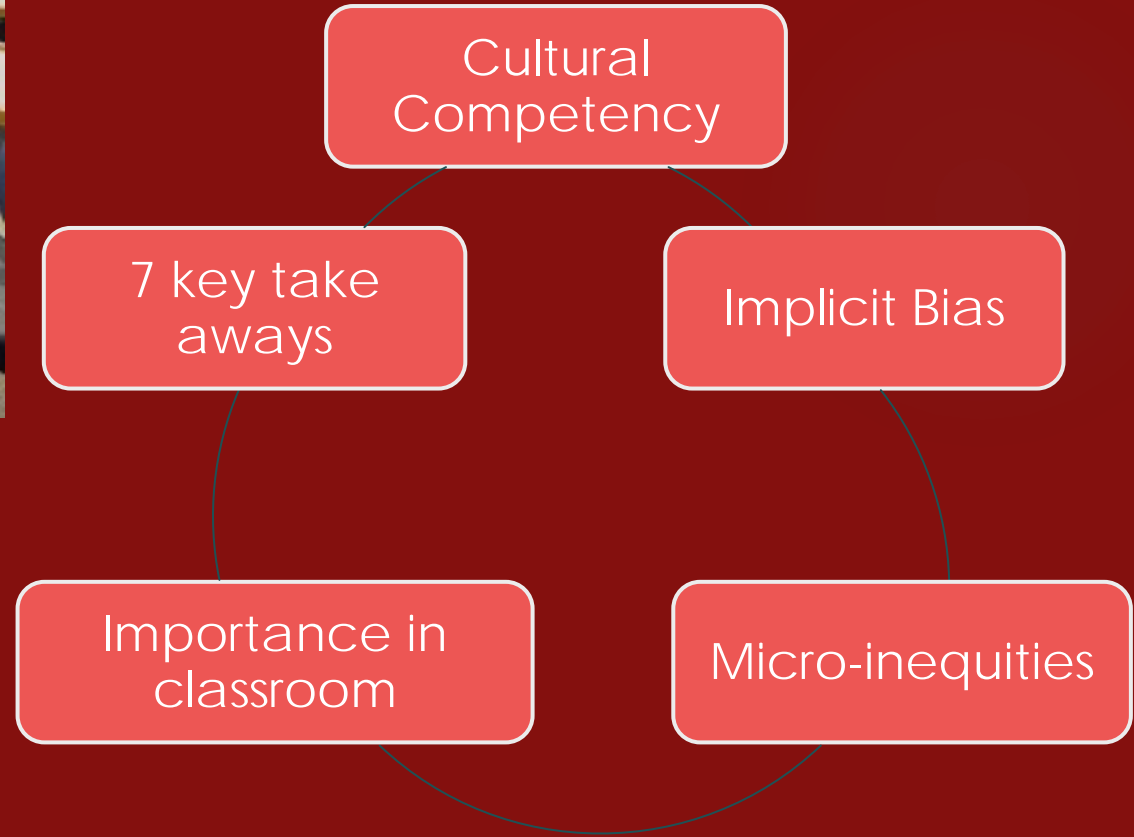 Cultural
Competency
7 key take
aways
Implicit Bias
Importance in
classroom
Micro-inequities